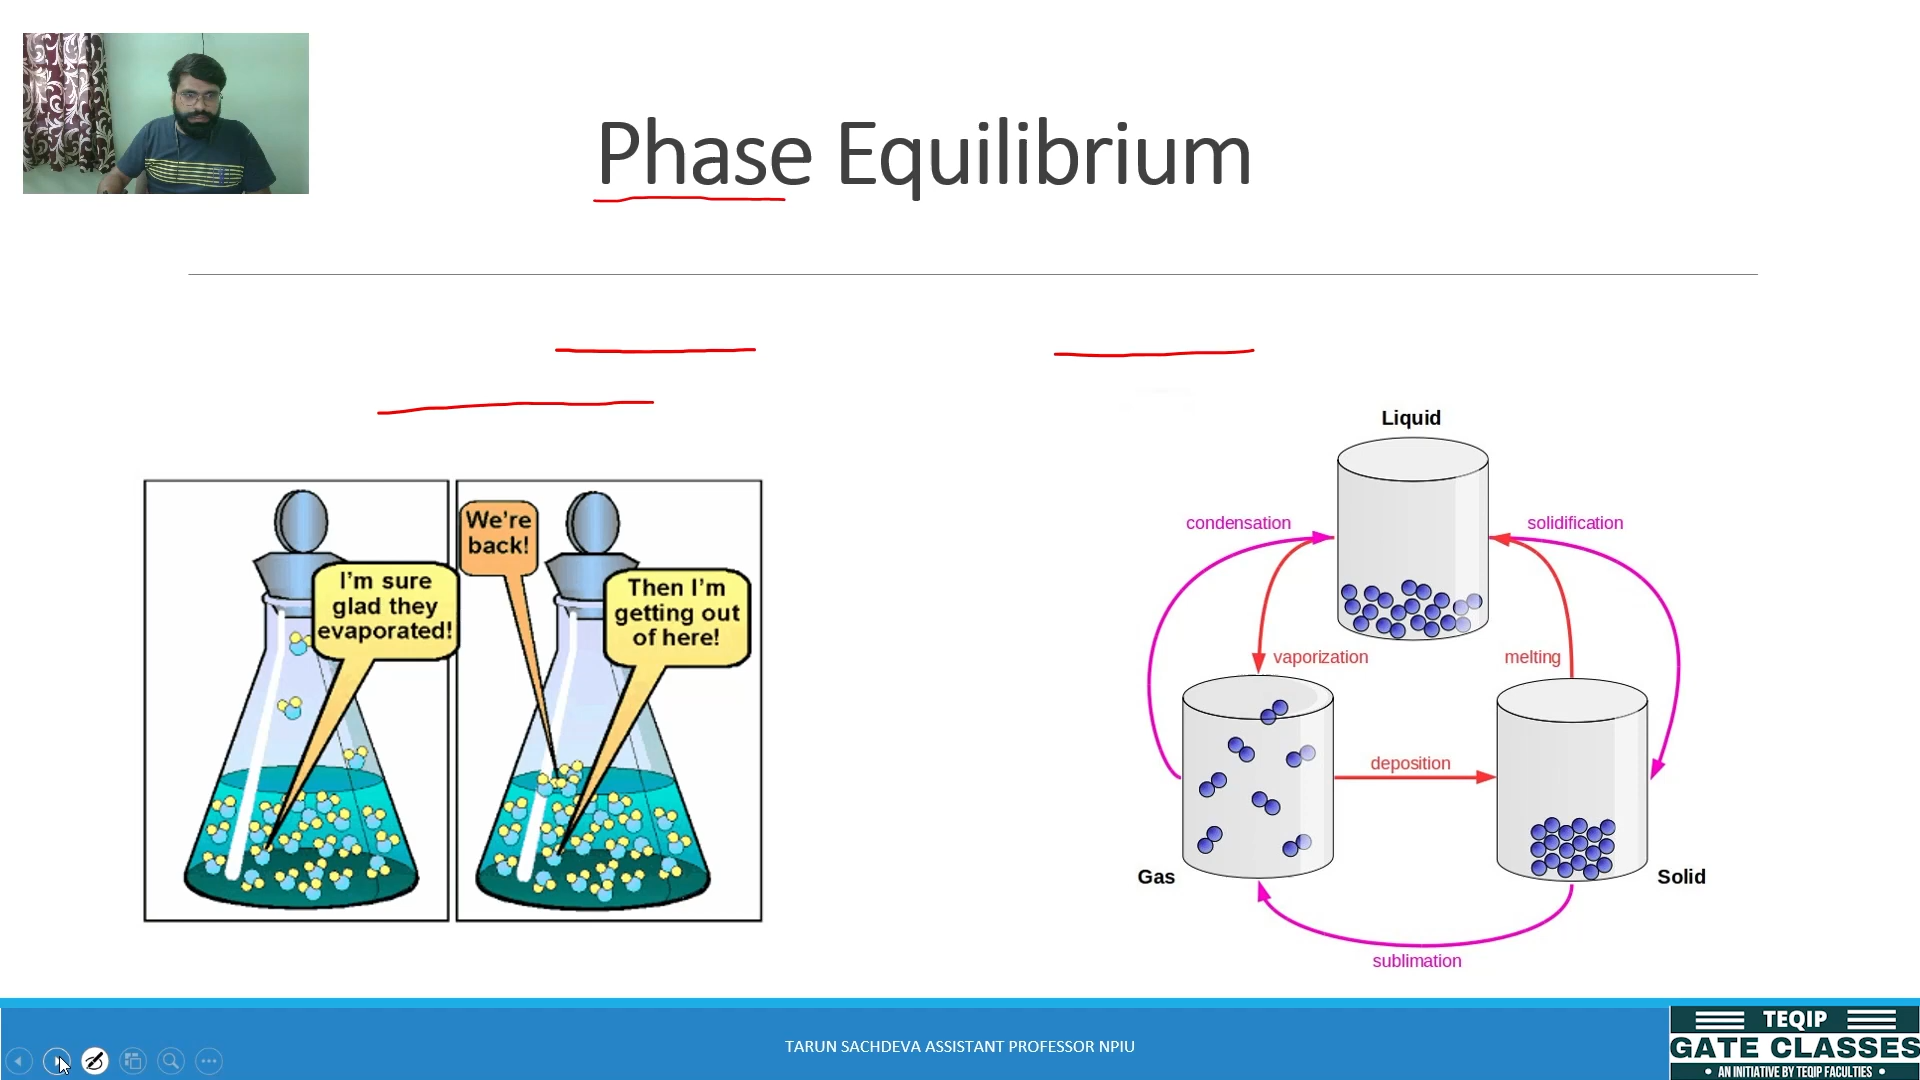 Phase Equilibrium
I'm sure
glad they
evaporated!
We're
back!
Then I'm
getting out
of here!
Liquid
condensation
solidification
vaporization
melting
deposition
Gas
Solid
sublimation
TARUN SACHDEVA ASSISTANT PROFESSOR NPIU
TEQIP
GATE CLASSES
• AN INITIATIVE BY TEQIP FACULTIES •